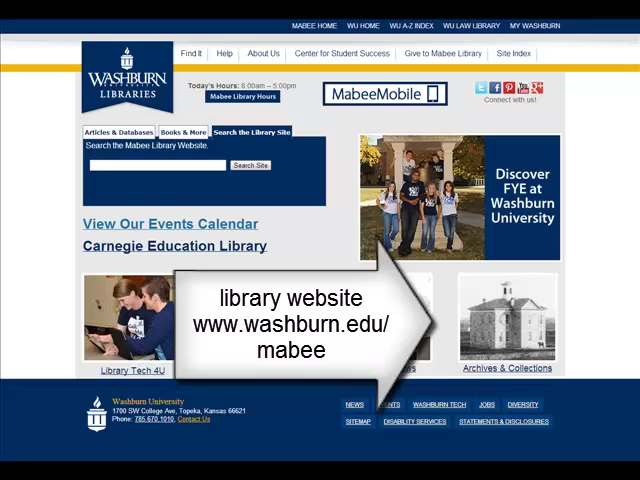 MABEE HOME WU HOME WU A-Z INDEX WU LAW LIBRARY MY WASHBURN
WASHBURN
UNIVERSITY
LIBRARIES
Find It Help About Us Center for Student Success Give to Mabee Library Site Index
Today's Hours: 8:00am – 5:00pm
Mabee Library Hours
MabeeMobile
You Tube
Connect with us!
Articles & Databases Books & More Search the Library Site
Search the Mabee Library Website.
Search Site
Discover
FYE at
Washburn
University
View Our Events Calendar
Carnegie Education Library
library website
www.washburn.edu/
mabee
Library Tech 4U
Archives & Collections
Washburn University
1700 SW College Ave, Topeka, Kansas 66621
Phone: 785.670.1010, Contact Us
NEWS WASHBURN TECH JOBS DIVERSITY
SITEMAP DISABILITY SERVICES STATEMENTS & DISCLOSURES